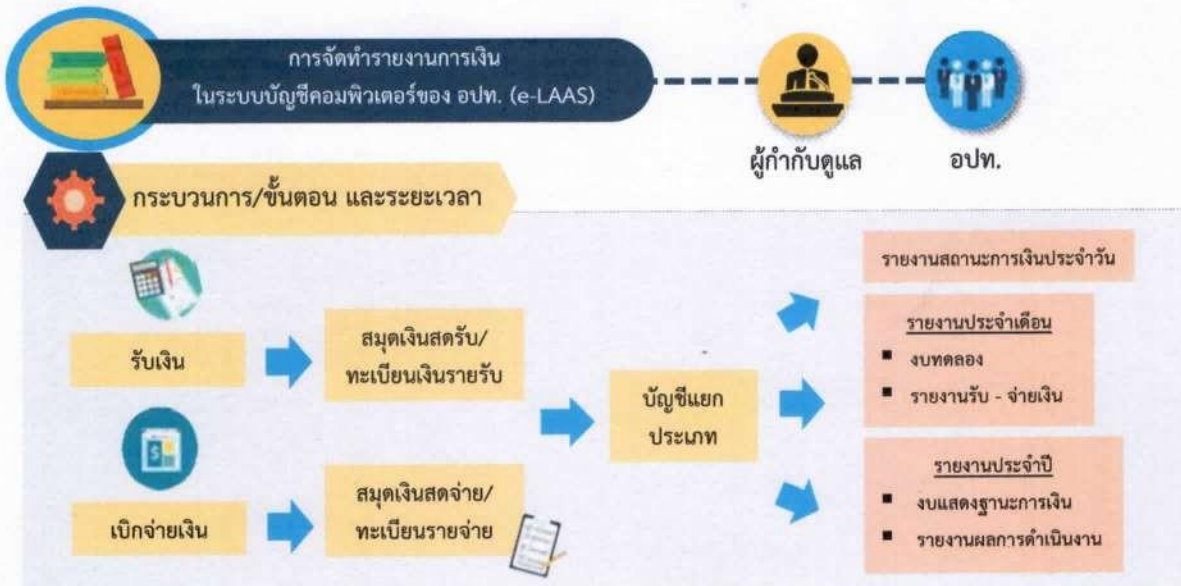 การจัดทำรายงานการเงิน
ในระบบบัญชีคอมพิวเตอร์ของ อปท. (e-LAAS)
ผู้กำกับดูแล
อปท.
กระบวนการ/ขั้นตอน และระยะเวลา
รับเงิน
สมุดเงินสดรับ/
ทะเบียนเงินรายรับ
เบิกจ่ายเงิน
สมุดเงินสดจ่าย/
ทะเบียนรายจ่าย
บัญชีแยก
ประเภท
รายงานสถานะการเงินประจำวัน
รายงานประจำเดือน
▪ งบทดลอง
▪ รายงานรับ - จ่ายเงิน
รายงานประจำปี
▪ งบแสดงฐานะการเงิน
▪ รายงานผลการดำเนินงาน